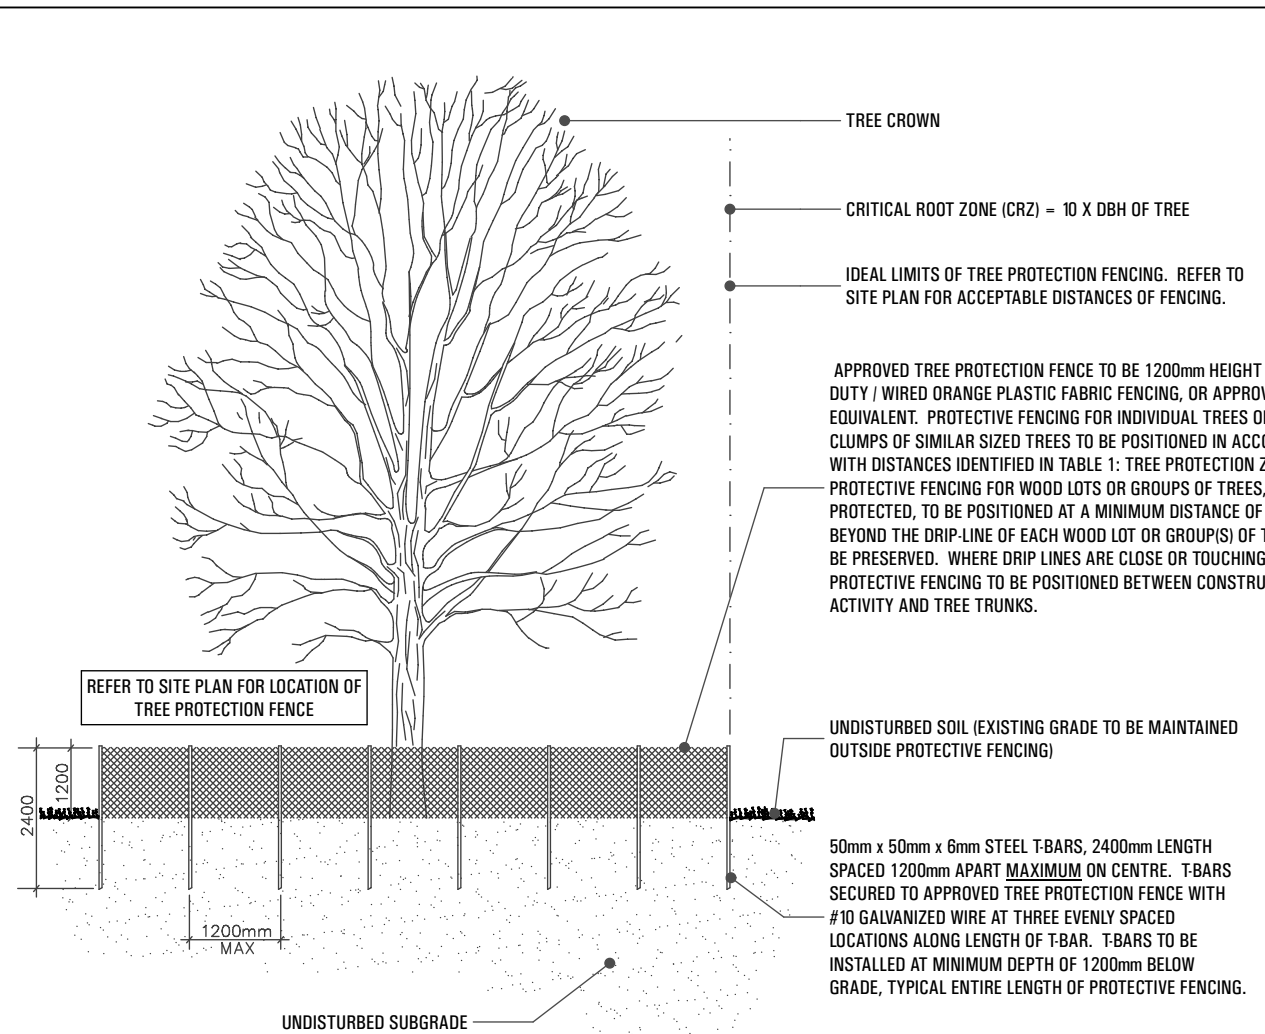 TREE CROWN
CRITICAL ROOT ZONE (CRZ) = 10 X DBH OF TREE
IDEAL LIMITS OF TREE PROTECTION FENCING. REFER TO
SITE PLAN FOR ACCEPTABLE DISTANCES OF FENCING.
APPROVED TREE PROTECTION FENCE TO BE 1200mm HEIGHT
DUTY / WIRED ORANGE PLASTIC FABRIC FENCING, OR APPROV
EQUIVALENT. PROTECTIVE FENCING FOR INDIVIDUAL TREES O
CLUMPS OF SIMILAR SIZED TREES TO BE POSITIONED IN ACCO
WITH DISTANCES IDENTIFIED IN TABLE 1: TREE PROTECTION Z
PROTECTIVE FENCING FOR WOOD LOTS OR GROUPS OF TREES,
PROTECTED, TO BE POSITIONED AT A MINIMUM DISTANCE OF
BEYOND THE DRIP-LINE OF EACH WOOD LOT OR GROUP(S) OF T
BE PRESERVED. WHERE DRIP LINES ARE CLOSE OR TOUCHING
PROTECTIVE FENCING TO BE POSITIONED BETWEEN CONSTRU
ACTIVITY AND TREE TRUNKS.
REFER TO SITE PLAN FOR LOCATION OF
TREE PROTECTION FENCE
UNDISTURBED SOIL (EXISTING GRADE TO BE MAINTAINED
OUTSIDE PROTECTIVE FENCING)
1200
2400
50mm x 50mm x 6mm STEEL T-BARS, 2400mm LENGTH
SPACED 1200mm APART MAXIMUM ON CENTRE. T-BARS
SECURED TO APPROVED TREE PROTECTION FENCE WITH
#10 GALVANIZED WIRE AT THREE EVENLY SPACED
LOCATIONS ALONG LENGTH OF T-BAR. T-BARS TO BE
INSTALLED AT MINIMUM DEPTH OF 1200mm BELOW
GRADE, TYPICAL ENTIRE LENGTH OF PROTECTIVE FENCING.
1200mm
MAX
UNDISTURBED SUBGRADE